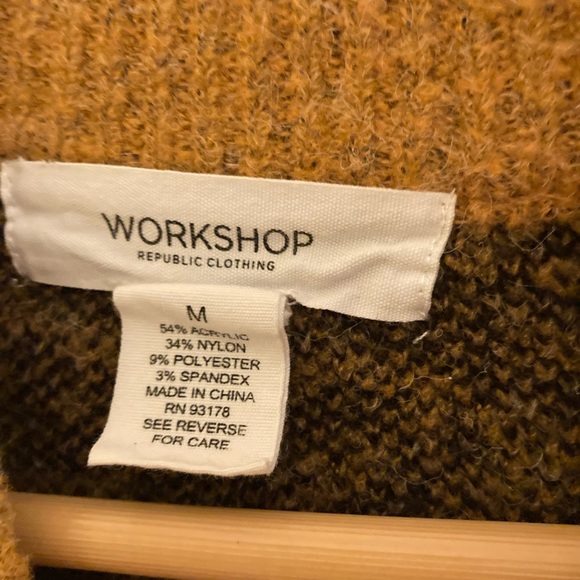 WORKSHOP
REPUBLIC CLOTHING
M
54% ACRYLIC
34% NYLON
9% POLYESTER
3% SPANDEX
MADE IN CHINA
RN 93178
SEE REVERSE
FOR CARE